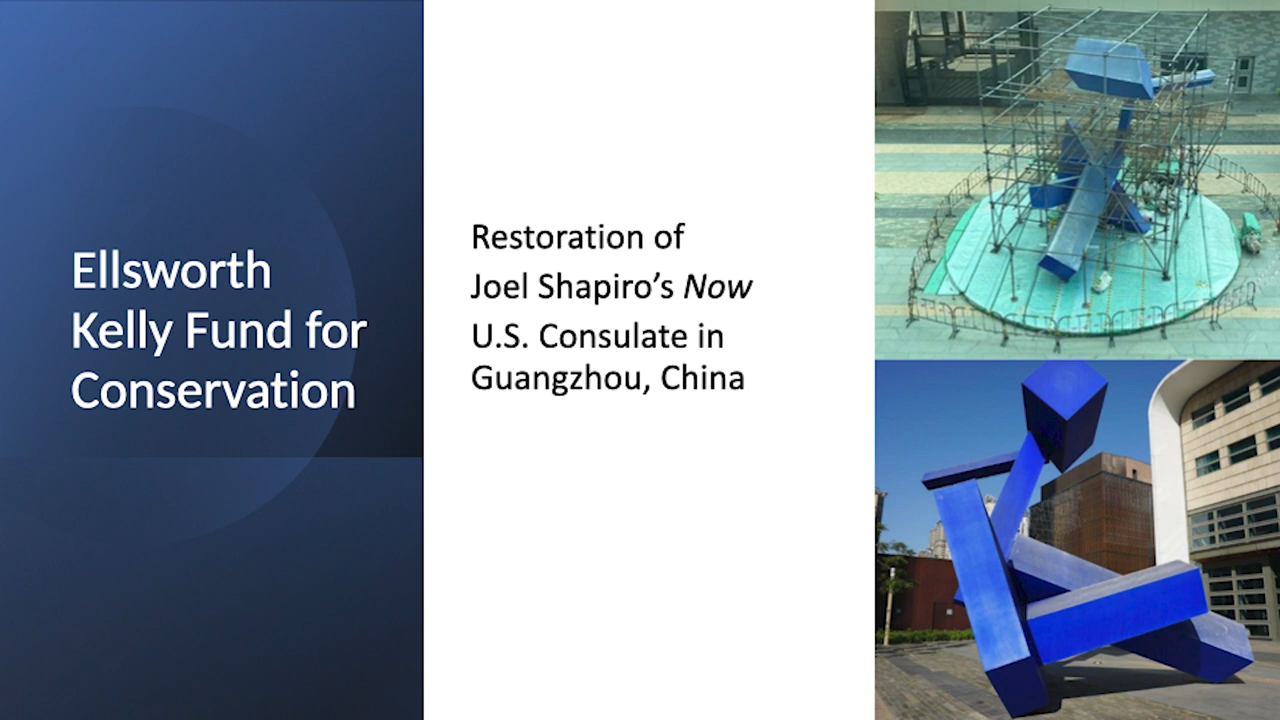 Ellsworth
Kelly Fund for
Conservation
Restoration of
Joel Shapiro’s Now
U.S. Consulate in
Guangzhou, China